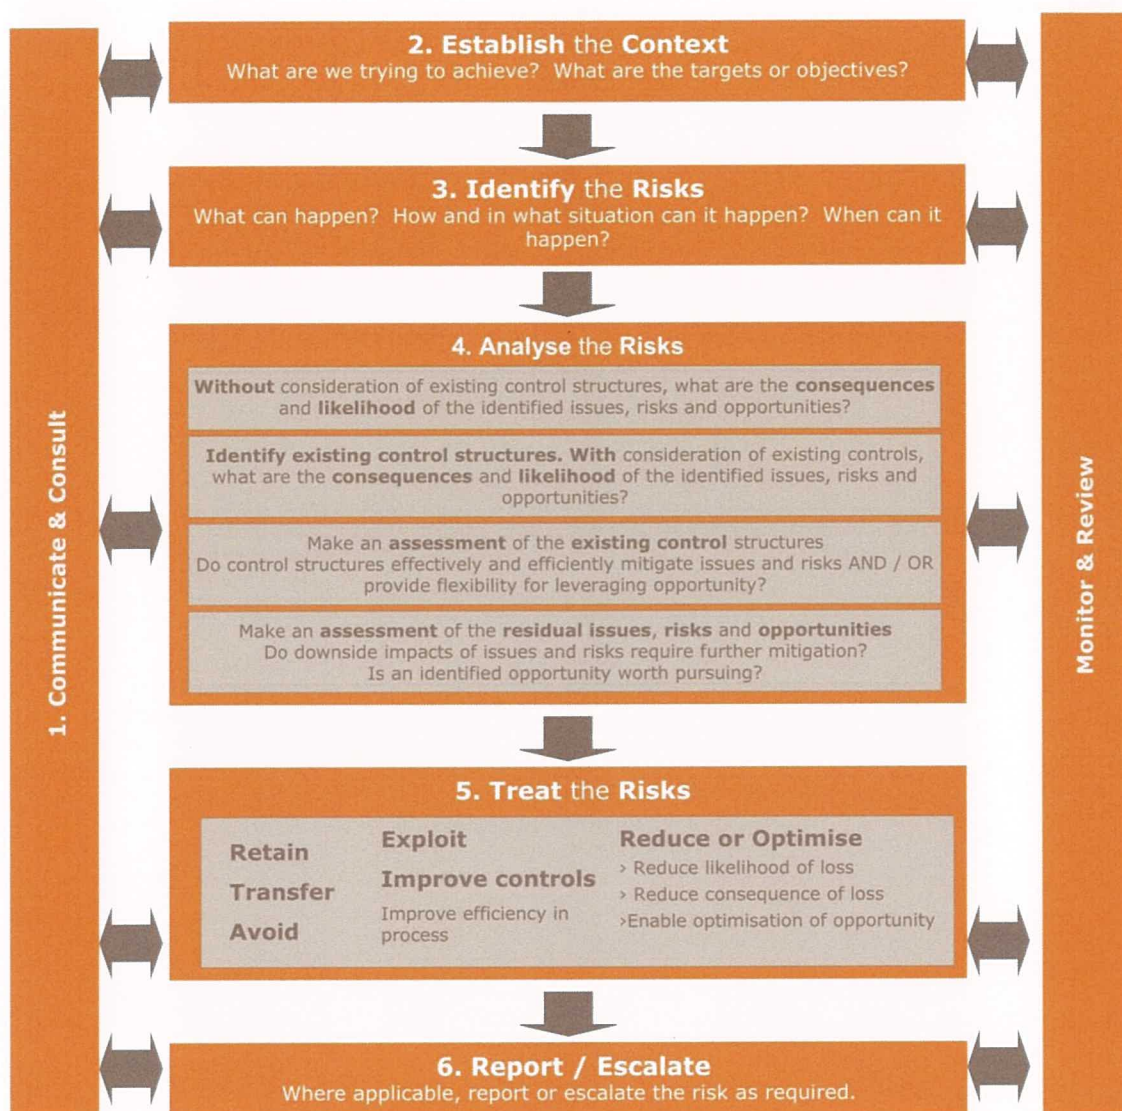 2. Establish the Context
What are we trying to achieve? What are the targets or objectives?
3. Identify the Risks
What can happen? How and in what situation can it happen? When can it
happen?
4. Analyse the Risks
Without consideration of existing control structures, what are the consequences
and likelihood of the identified issues, risks and opportunities?
Identify existing control structures. With consideration of existing controls,
what are the consequences and likelihood of the identified issues, risks and
opportunities?
Make an assessment of the existing control structures
Do control structures effectively and efficiently mitigate issues and risks AND / OR
provide flexibility for leveraging opportunity?
Make an assessment of the residual issues, risks and opportunities
Do downside impacts of issues and risks require further mitigation?
Is an identified opportunity worth pursuing?
5. Treat the Risks
Retain
Transfer
Avoid
Exploit
Improve controls
Improve efficiency in
process
Reduce or Optimise
› Reduce likelihood of loss
› Reduce consequence of loss
›Enable optimisation of opportunity
6. Report / Escalate
Where applicable, report or escalate the risk as required.
1. Communicate & Consult
Monitor & Review